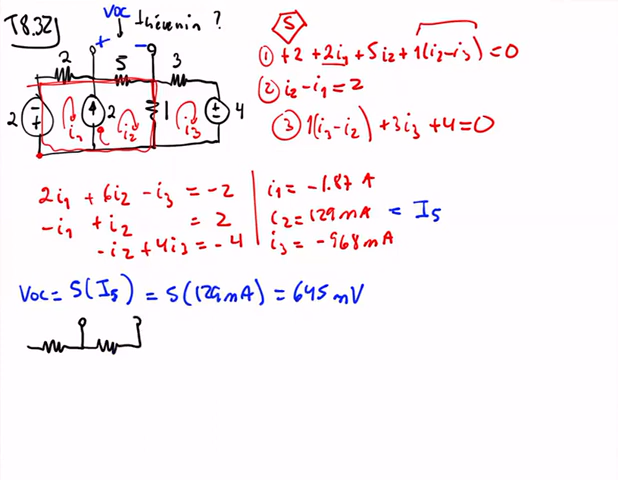 T8.32
Voc
thévenin ?
+ −
2 5 3
2 − + i₁ 2 i₂ 1 i₃ ± 4
5
① +2 +2i₁ +5i₂ +1(i₂-i₃) = 0
② i₂-i₁ = 2
③ 1(i₃-i₂) +3i₃ +4 = 0
2i₁ + 6i₂ -i₃ = -2
-i₁ + i₂ = 2
-i₂ +4i₃ = -4
i₁ = -1.87 A
i₂ = 129 mA = I₅
i₃ = -968 mA
Voc = 5(I₅) = 5(129mA) = 645 mV